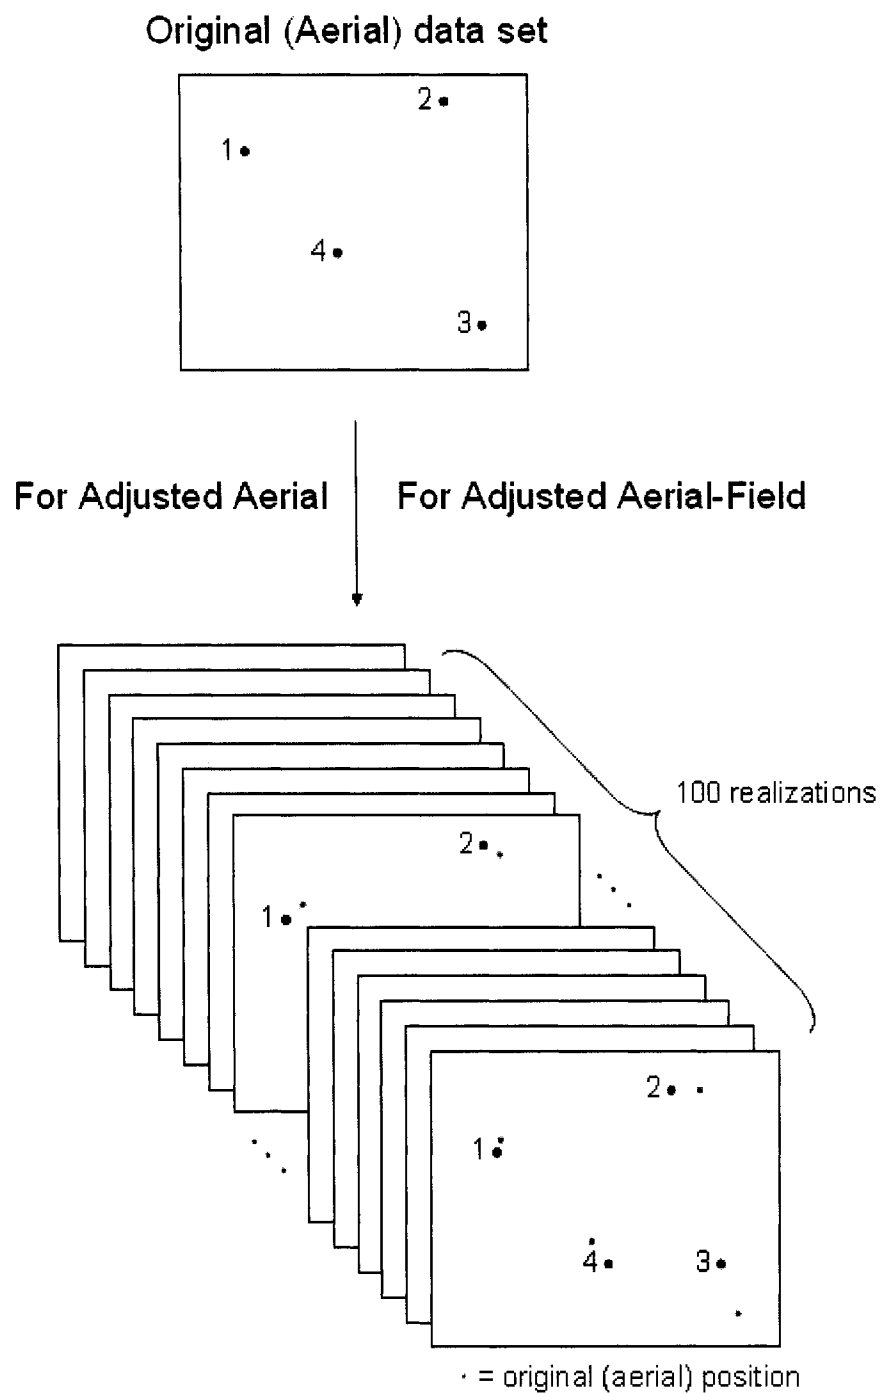 Original (Aerial) data set
2
1
4
3
For Adjusted Aerial
For Adjusted Aerial-Field
100 realizations
2
1
2
1
4
3
· = original (aerial) position